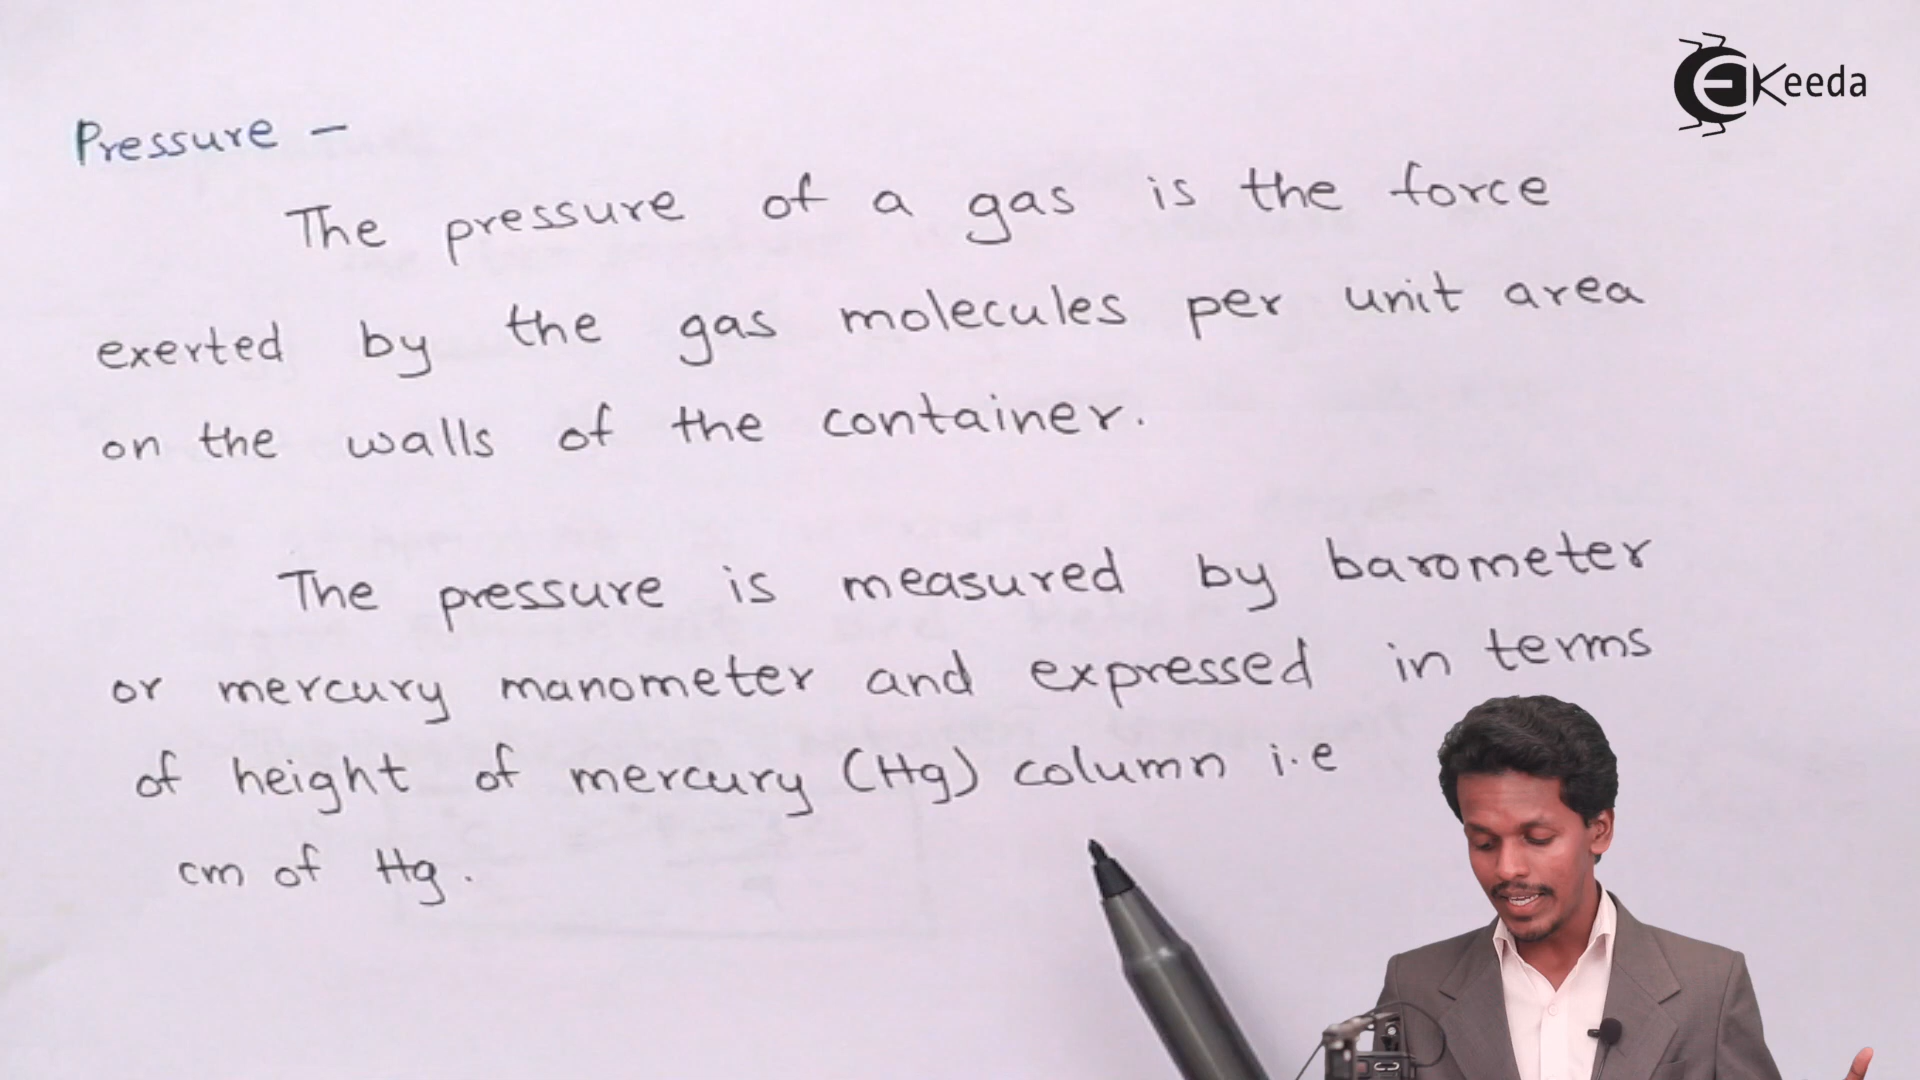 Keeda
Pressure –
The pressure of a gas is the force
exerted by the gas molecules per unit area
on the walls of the container.
The pressure is measured by barometer
or mercury manometer and expressed in terms
of height of mercury (Hg) column i.e
cm of Hg.